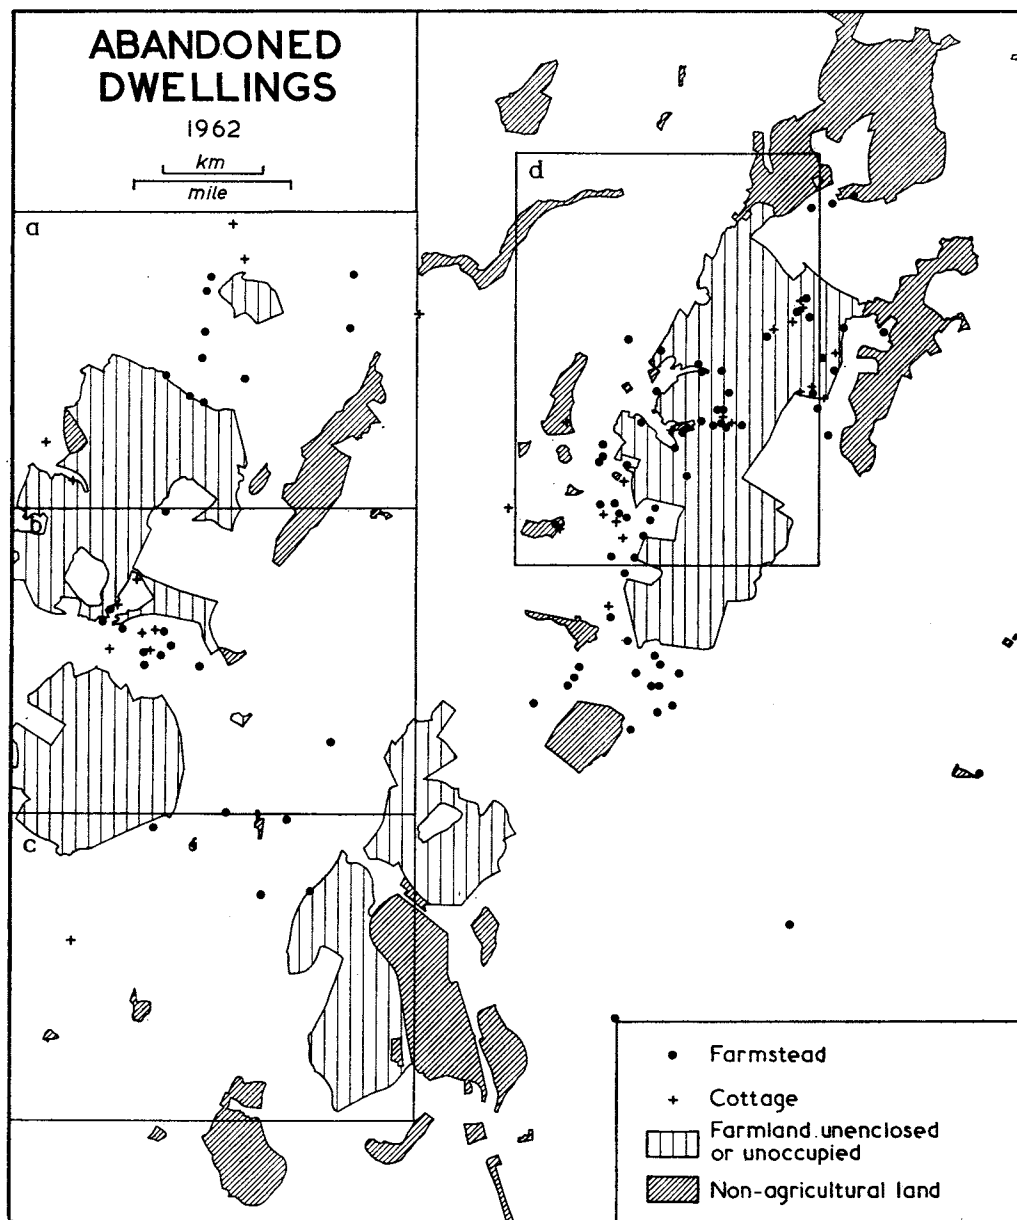 ABANDONED
DWELLINGS
1962
km
mile
a
d
b
c
Farmstead
Cottage
Farmland unenclosed
or unoccupied
Non-agricultural land